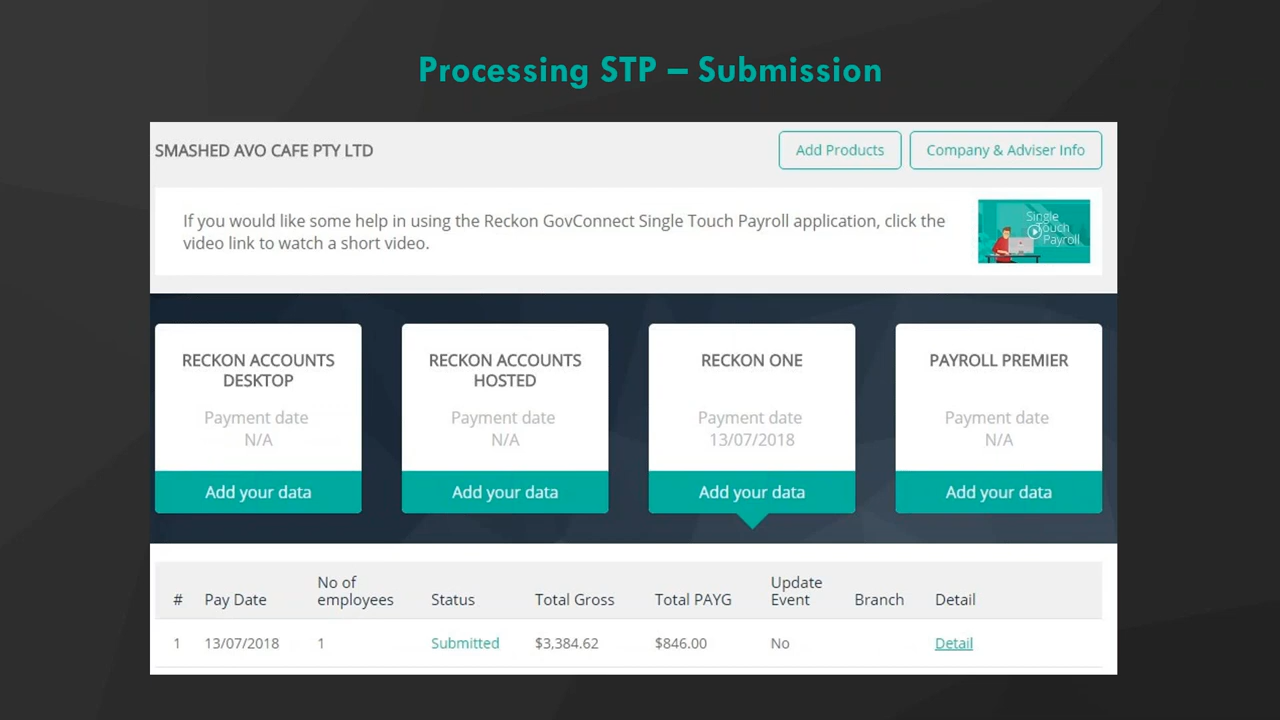 Processing STP – Submission
SMASHED AVO CAFE PTY LTD
Add Products
Company & Adviser Info
If you would like some help in using the Reckon GovConnect Single Touch Payroll application, click the
video link to watch a short video.
Single
Touch
Payroll
RECKON ACCOUNTS
DESKTOP
Payment date
N/A
Add your data
RECKON ACCOUNTS
HOSTED
Payment date
N/A
Add your data
RECKON ONE
Payment date
13/07/2018
Add your data
PAYROLL PREMIER
Payment date
N/A
Add your data
# Pay Date No of employees Status Total Gross Total PAYG Update Event Branch Detail
1 13/07/2018 1 Submitted $3,384.62 $846.00 No Detail